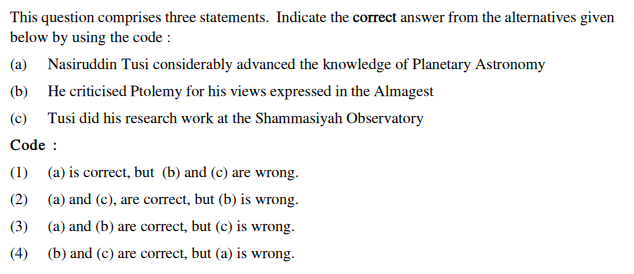 This question comprises three statements. Indicate the correct answer from the alternatives given
below by using the code :
(a) Nasiruddin Tusi considerably advanced the knowledge of Planetary Astronomy
(b) He criticised Ptolemy for his views expressed in the Almagest
(c) Tusi did his research work at the Shammasiyah Observatory
Code :
(1) (a) is correct, but (b) and (c) are wrong.
(2) (a) and (c), are correct, but (b) is wrong.
(3) (a) and (b) are correct, but (c) is wrong.
(4) (b) and (c) are correct, but (a) is wrong.